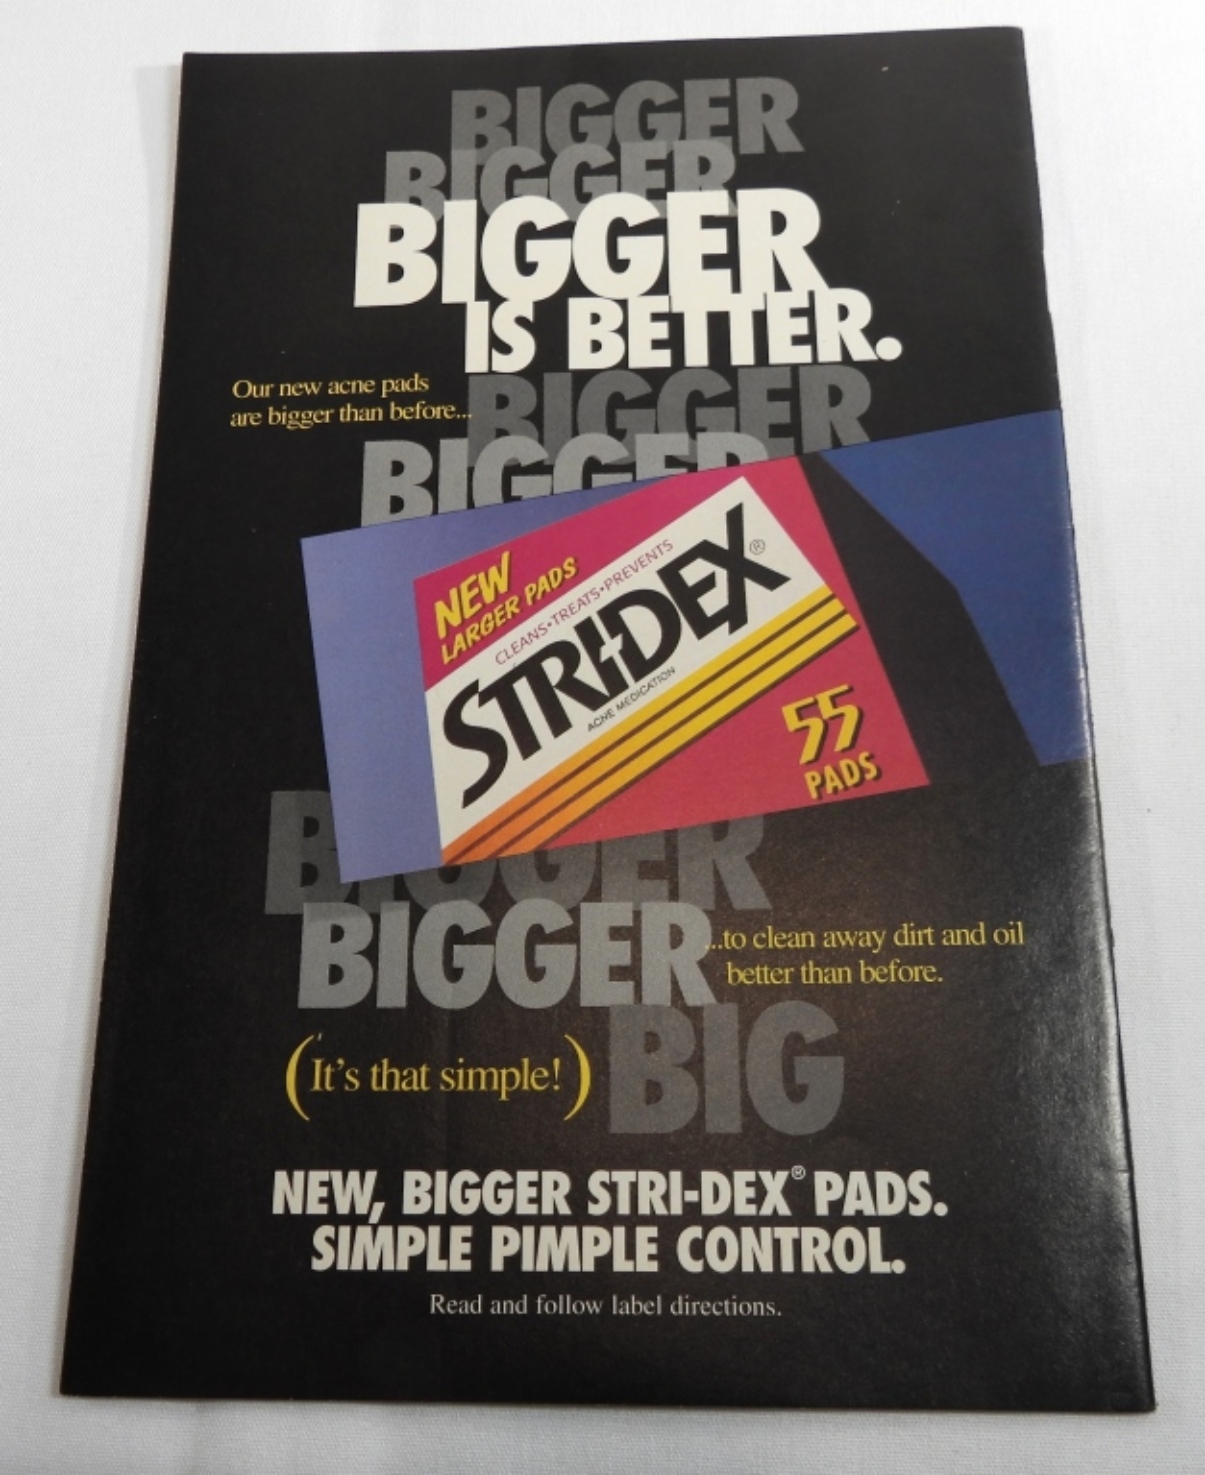 BIGGER
BIGGER
BIGGER
IS BETTER.
Our new acne pads
are bigger than before...
BIGGER
BIGGER
NEW
LARGER PADS
CLEANS•TREATS•PREVENTS
STRI-DEX®
ACNE MEDICATION
55
PADS
BIGGER
BIGGER
...to clean away dirt and oil
better than before.
BIG
(It's that simple!)
NEW, BIGGER STRI-DEX® PADS.
SIMPLE PIMPLE CONTROL.
Read and follow label directions.